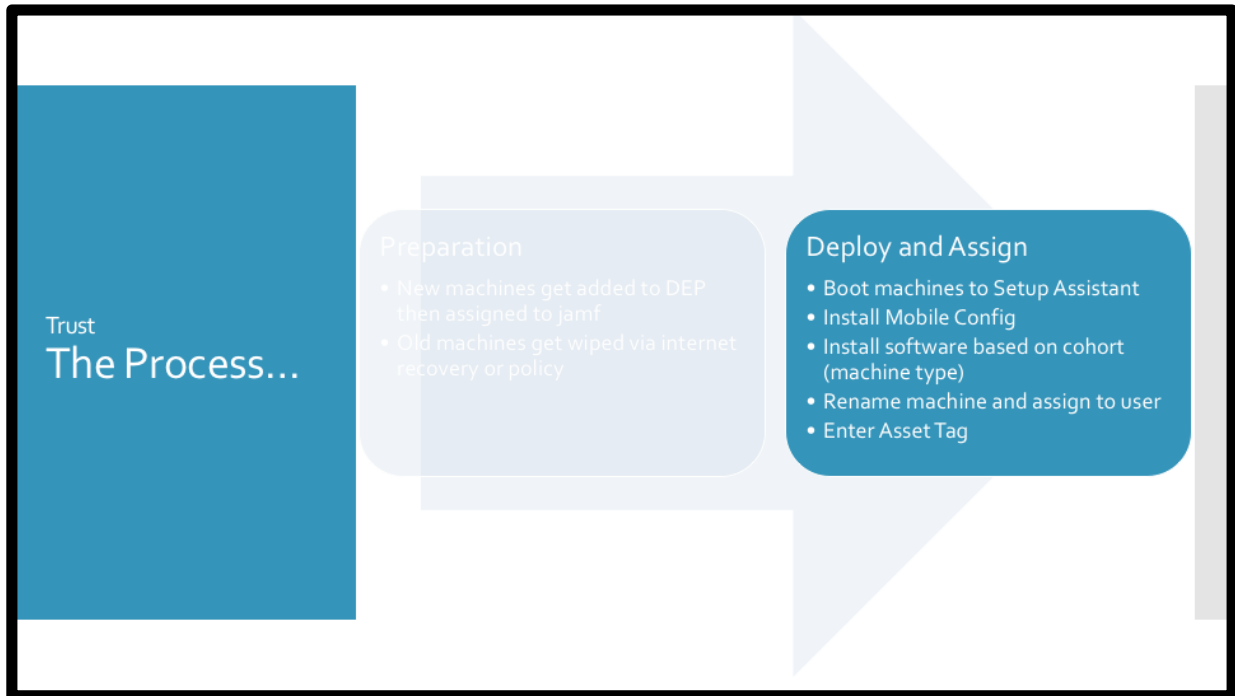 Trust
The Process...
Preparation
• New machines get added to DEP
then assigned to jamf
• Old machines get wiped via internet
recovery or policy
Deploy and Assign
• Boot machines to Setup Assistant
• Install Mobile Config
• Install software based on cohort
(machine type)
• Rename machine and assign to user
• Enter Asset Tag